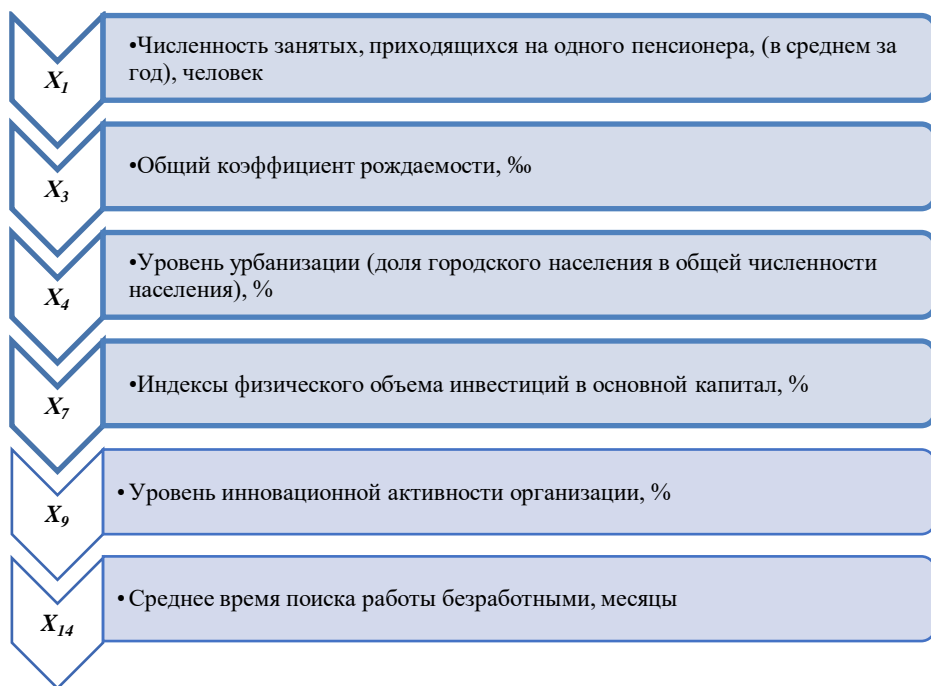 X1
•Численность занятых, приходящихся на одного пенсионера, (в среднем за
год), человек
X3
•Общий коэффициент рождаемости, ‰
X4
•Уровень урбанизации (доля городского населения в общей численности
населения), %
X7
•Индексы физического объема инвестиций в основной капитал, %
X9
• Уровень инновационной активности организации, %
X14
• Среднее время поиска работы безработными, месяцы